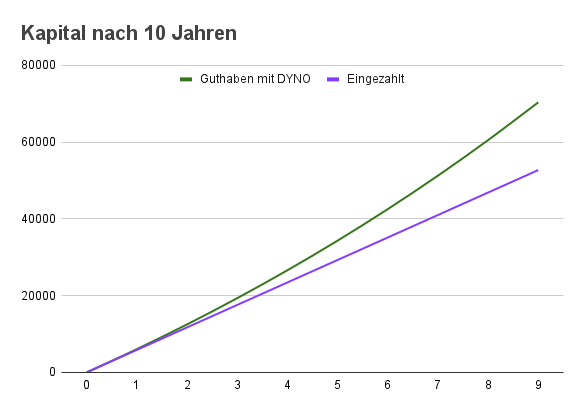 Kapital nach 10 Jahren
80000
Guthaben mit DYNO
Eingezahlt
60000
40000
20000
0
0 1 2 3 4 5 6 7 8 9